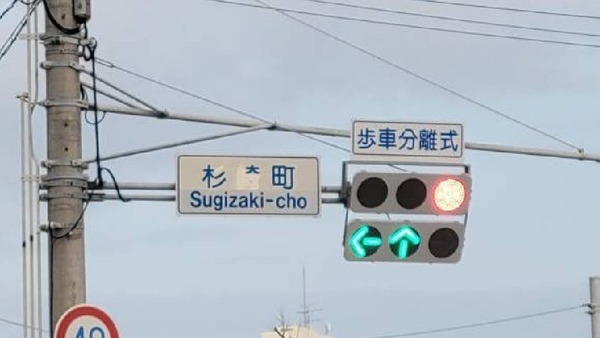 歩車分離式
杉 町
Sugizaki-cho